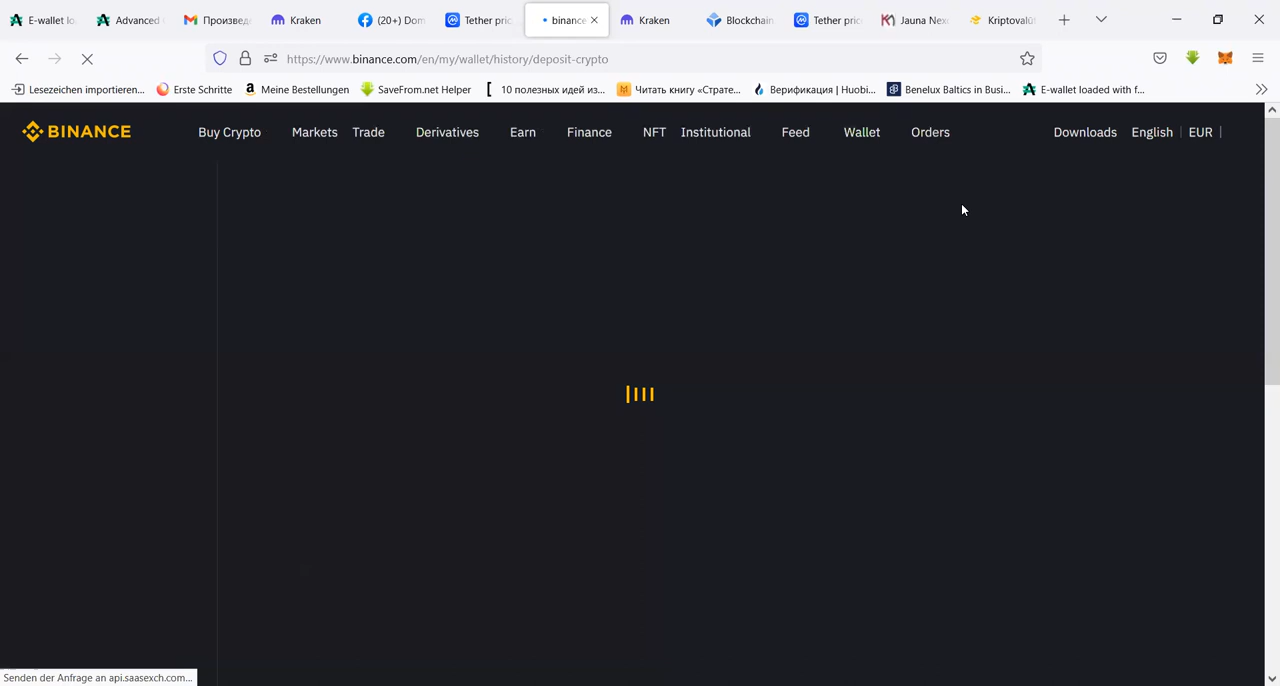 E-wallet lo
Advanced
Произвед
Kraken
(20+) Dom
Tether pric
binance
Kraken
Blockchain
Tether pric
Jauna Nex
Kriptovalūt
https://www.binance.com/en/my/wallet/history/deposit-crypto
Lesezeichen importieren...
Erste Schritte
Meine Bestellungen
SaveFrom.net Helper
10 полезных идей из...
Читать книгу «Страте...
Верификация | Huobi...
Benelux Baltics in Busi...
E-wallet loaded with f...
BINANCE
Buy Crypto
Markets
Trade
Derivatives
Earn
Finance
NFT
Institutional
Feed
Wallet
Orders
Downloads
English
EUR
Senden der Anfrage an api.saasexch.com...